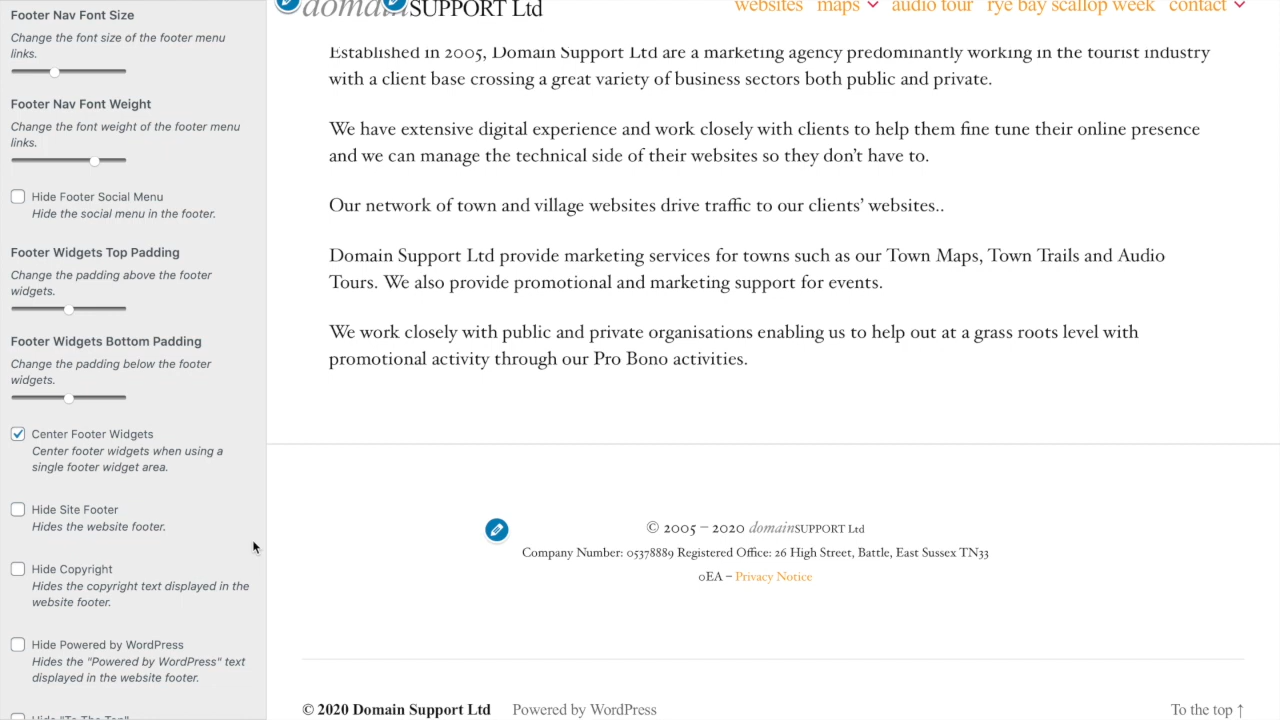 Footer Nav Font Size
Change the font size of the footer menu
links.
Footer Nav Font Weight
Change the font weight of the footer menu
links.
Hide Footer Social Menu
Hide the social menu in the footer.
Footer Widgets Top Padding
Change the padding above the footer
widgets.
Footer Widgets Bottom Padding
Change the padding below the footer
widgets.
Center Footer Widgets
Center footer widgets when using a
single footer widget area.
Hide Site Footer
Hides the website footer.
Hide Copyright
Hides the copyright text displayed in the
website footer.
Hide Powered by WordPress
Hides the "Powered by WordPress" text
displayed in the website footer.
Hide "To The Top"
domainSUPPORT Ltd
websites maps audio tour rye bay scallop week contact
Established in 2005, Domain Support Ltd are a marketing agency predominantly working in the tourist industry
with a client base crossing a great variety of business sectors both public and private.
We have extensive digital experience and work closely with clients to help them fine tune their online presence
and we can manage the technical side of their websites so they don’t have to.
Our network of town and village websites drive traffic to our clients’ websites..
Domain Support Ltd provide marketing services for towns such as our Town Maps, Town Trails and Audio
Tours. We also provide promotional and marketing support for events.
We work closely with public and private organisations enabling us to help out at a grass roots level with
promotional activity through our Pro Bono activities.
© 2005 – 2020 domainSUPPORT Ltd
Company Number: 05378889 Registered Office: 26 High Street, Battle, East Sussex TN33
0EA – Privacy Notice
© 2020 Domain Support Ltd Powered by WordPress
To the top ↑